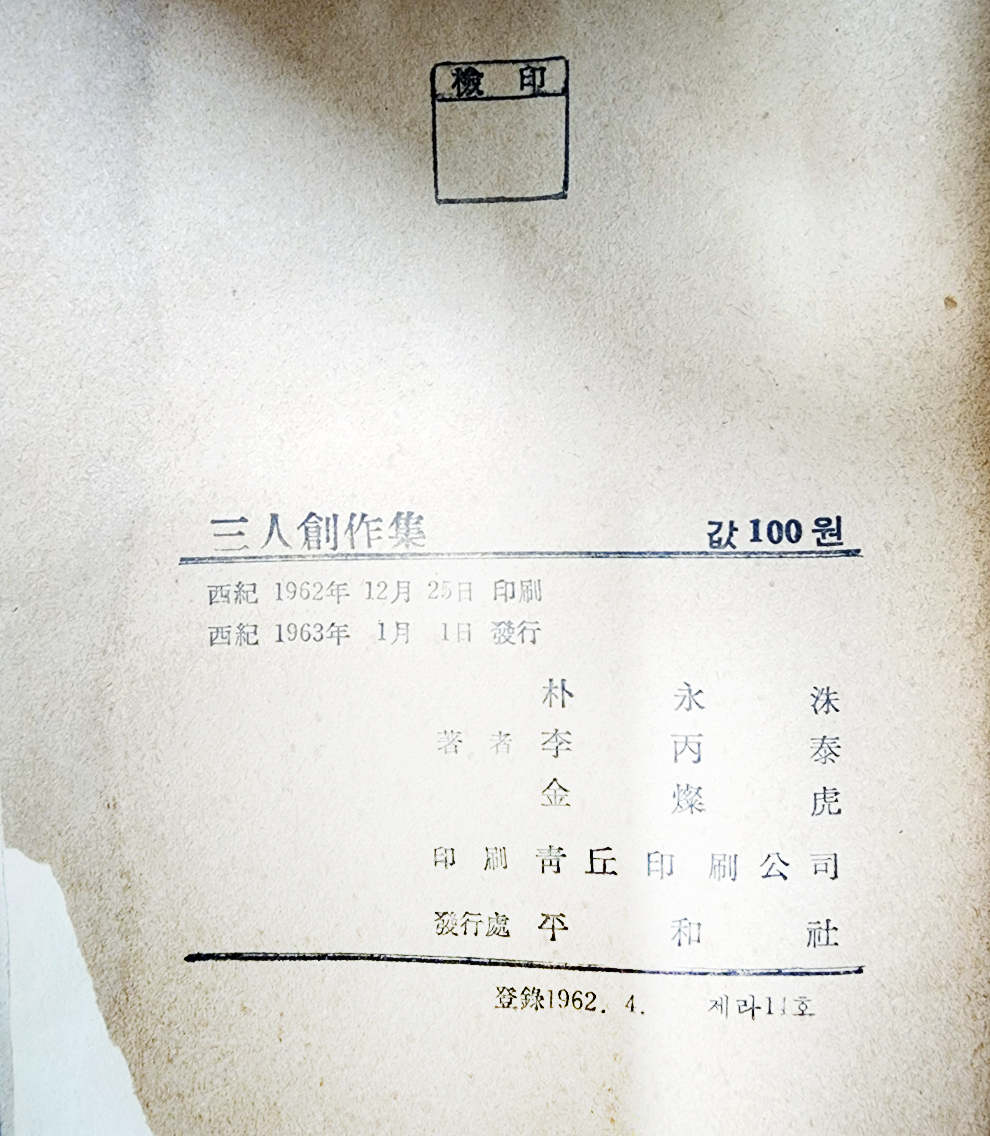 檢 印
三人創作集 값 100 원
西紀 1962年 12月 25日 印刷
西紀 1963年 1月 1日 發行
朴 永 洙
著 者 李 丙 泰
金 燦 虎
印 刷 靑 丘 印 刷 公 司
發行處 平 和 社
登錄1962. 4. 제라11호